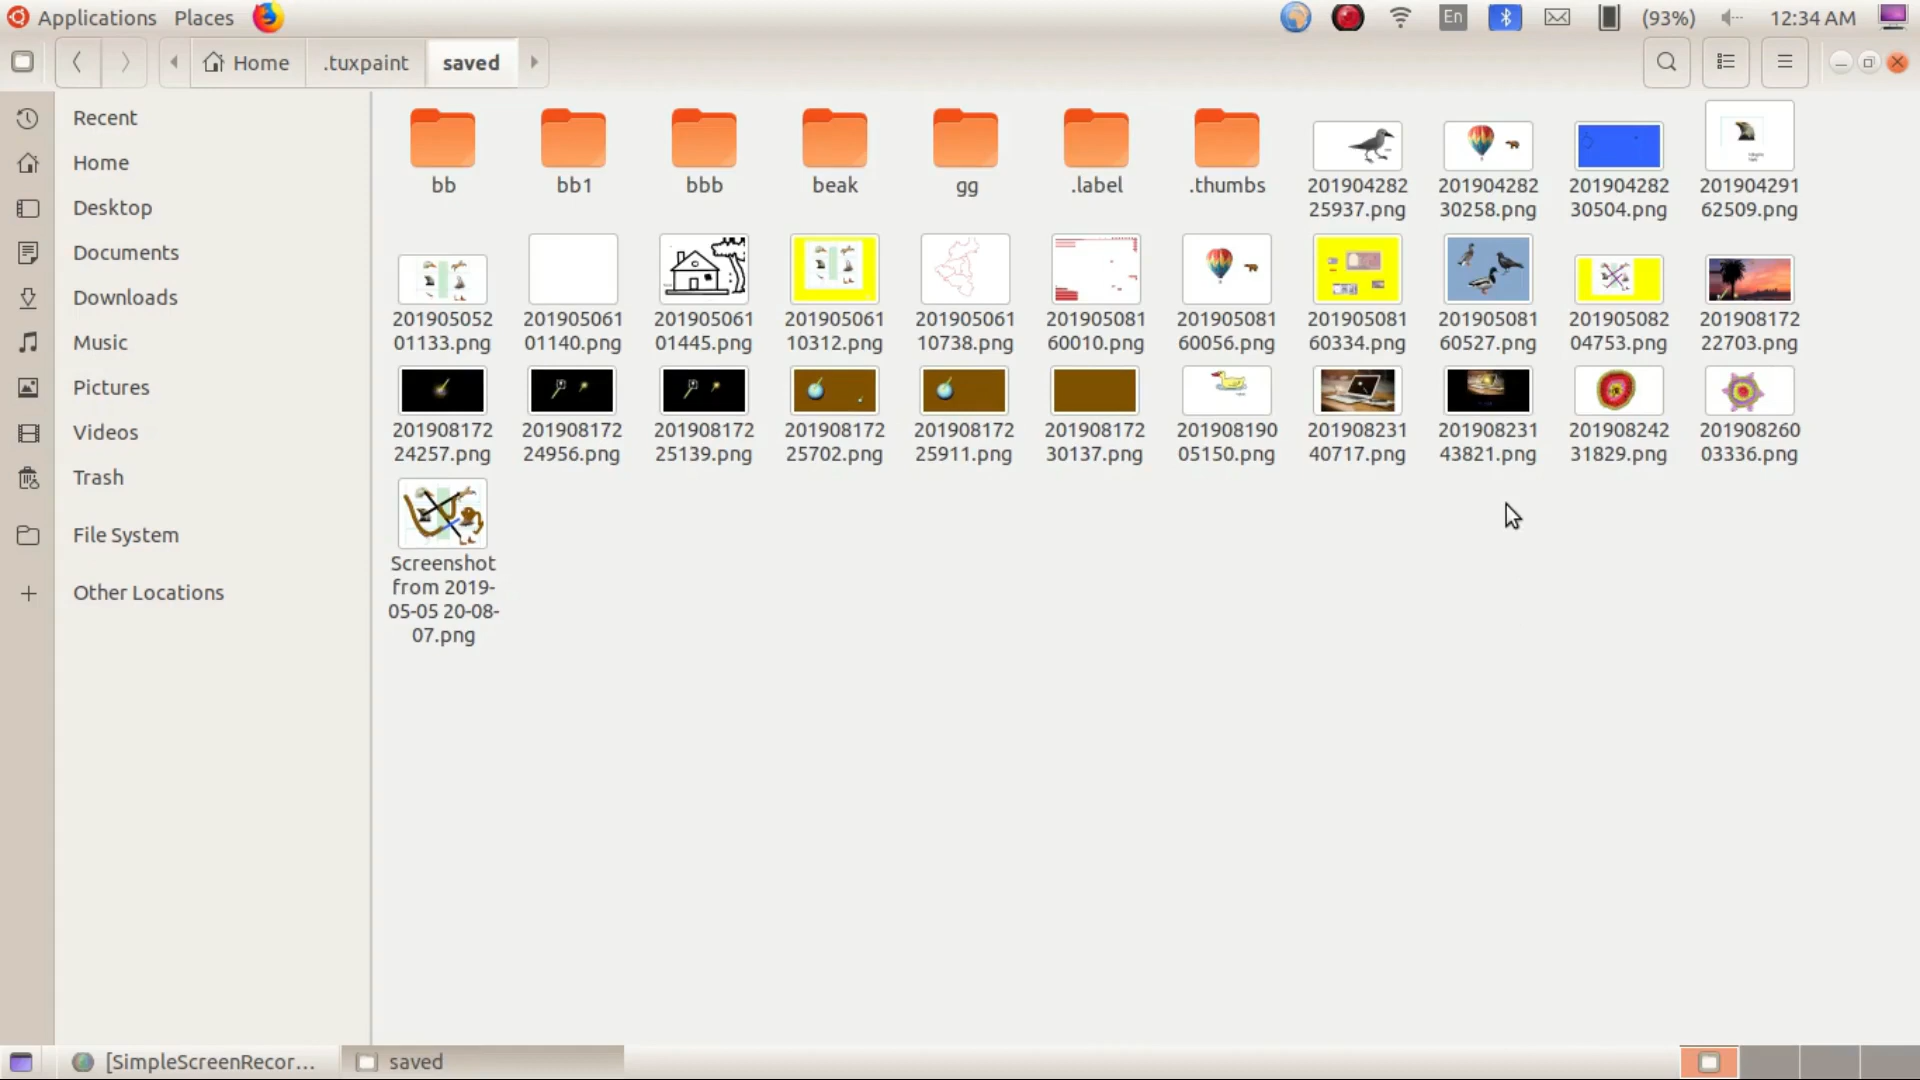 Applications Places En (93%) 12:34 AM
Home .tuxpaint saved
Recent
Home
Desktop
Documents
Downloads
Music
Pictures
Videos
Trash
File System
Other Locations
bb bb1 bbb beak gg .label .thumbs
201904282 201904282 201904282 201904291
25937.png 30258.png 30504.png 62509.png
201905052 201905061 201905061 201905061 201905061 201905081 201905081 201905081 201905081 201905082 201908172
01133.png 01140.png 01445.png 10312.png 10738.png 60010.png 60056.png 60334.png 60527.png 04753.png 22703.png
201908172 201908172 201908172 201908172 201908172 201908172 201908190 201908231 201908231 201908242 201908260
24257.png 24956.png 25139.png 25702.png 25911.png 30137.png 05150.png 40717.png 43821.png 31829.png 03336.png
Screenshot
from 2019-
05-05 20-08-
07.png
[SimpleScreenRecor... saved